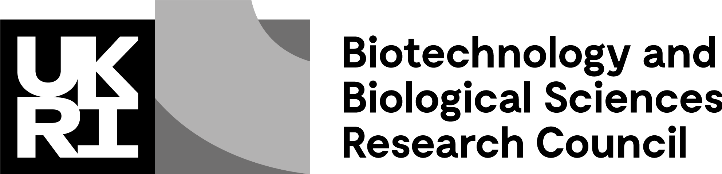 UK
RI
Biotechnology and
Biological Sciences
Research Council